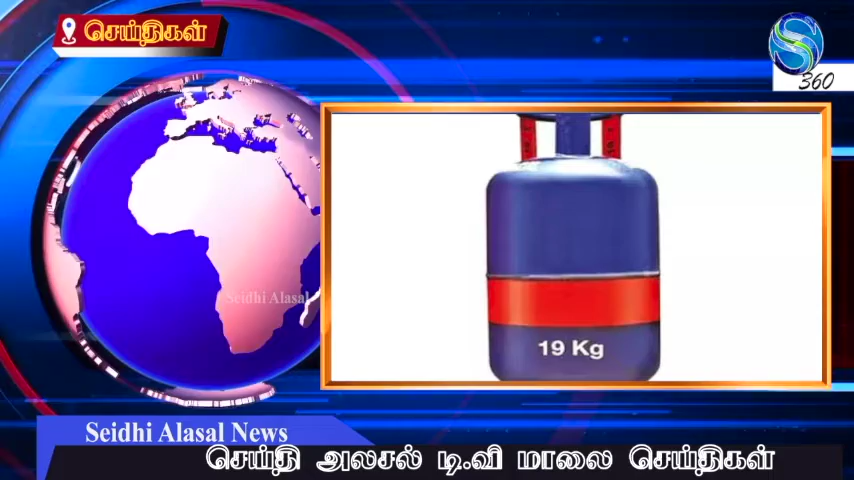 செய்திகள்
S
360
19 Kg
Seidhi Alasal
Seidhi Alasal News
செய்தி அலசல் டி.வி மாலை செய்திகள்